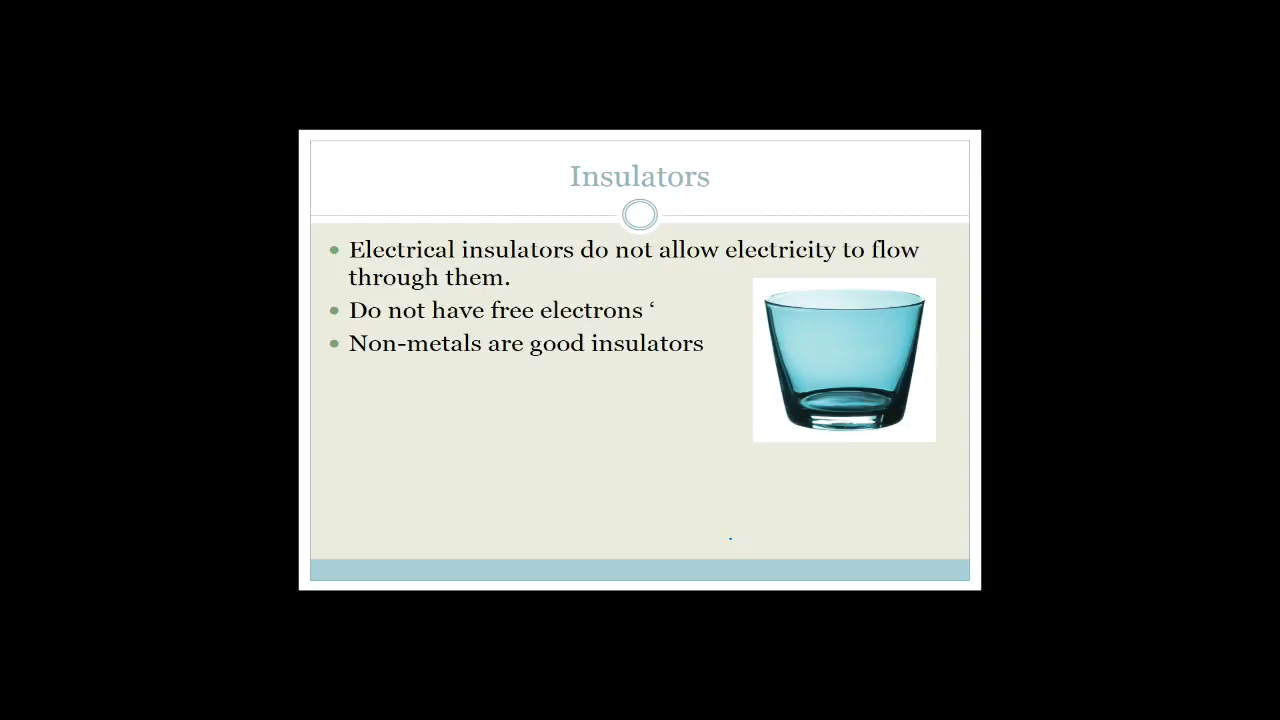 Insulators
Electrical insulators do not allow electricity to flow
through them.
Do not have free electrons ‘
Non-metals are good insulators